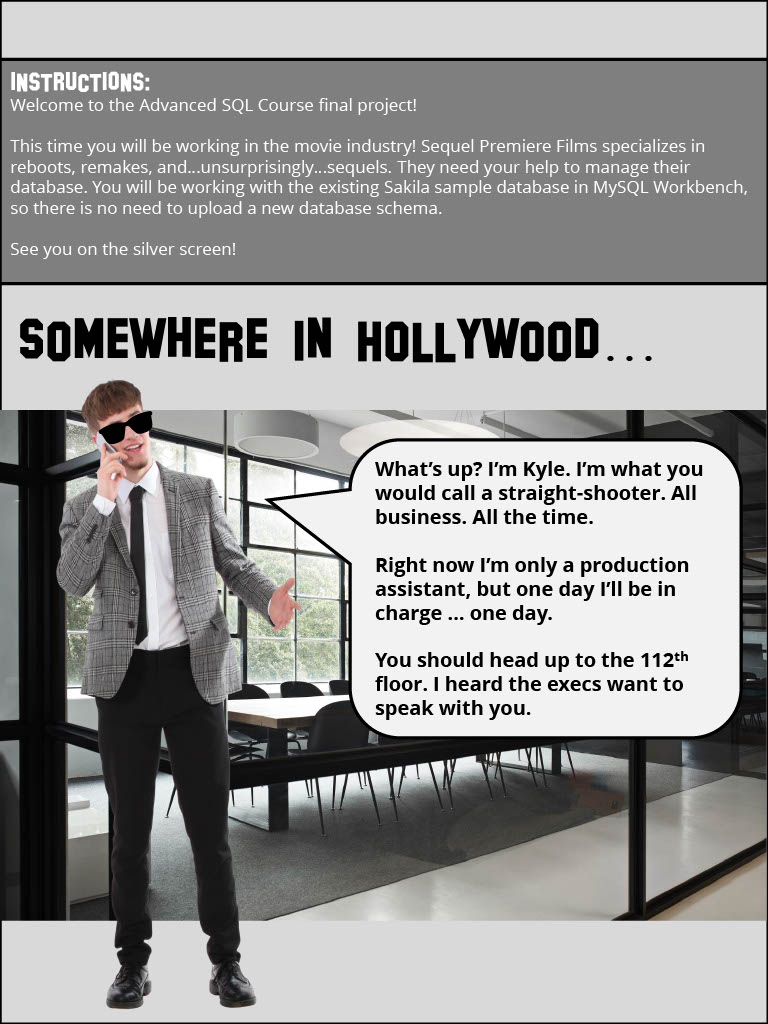 INSTRUCTIONS:
Welcome to the Advanced SQL Course final project!
This time you will be working in the movie industry! Sequel Premiere Films specializes in
reboots, remakes, and...unsurprisingly...sequels. They need your help to manage their
database. You will be working with the existing Sakila sample database in MySQL Workbench,
so there is no need to upload a new database schema.
See you on the silver screen!
SOMEWHERE IN HOLLYWOOD...
What's up? I'm Kyle. I'm what you
would call a straight-shooter. All
business. All the time.
Right now I'm only a production
assistant, but one day I'll be in
charge ... one day.
You should head up to the 112th
floor. I heard the execs want to
speak with you.